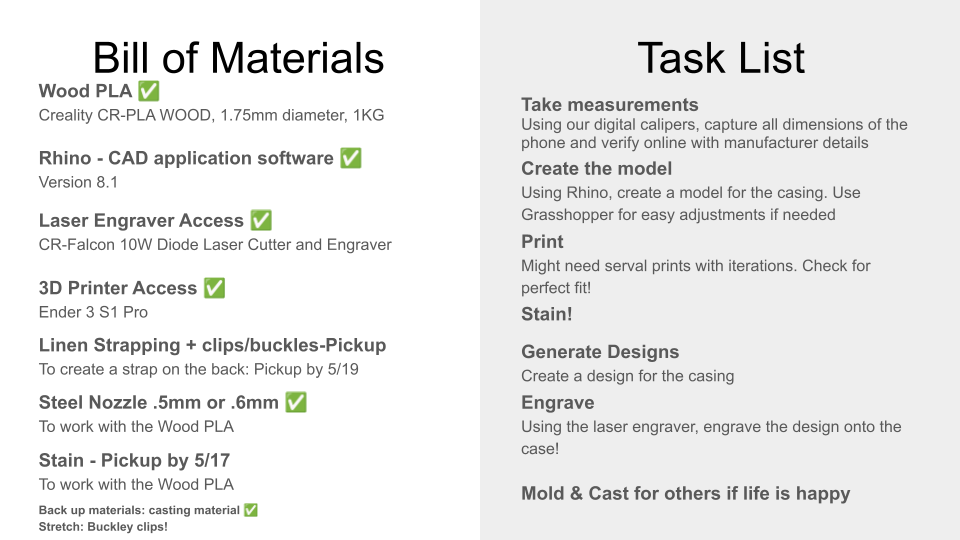 Bill of Materials
Wood PLA ✅
Creality CR-PLA WOOD, 1.75mm diameter, 1KG
Rhino - CAD application software ✅
Version 8.1
Laser Engraver Access ✅
CR-Falcon 10W Diode Laser Cutter and Engraver
3D Printer Access ✅
Ender 3 S1 Pro
Linen Strapping + clips/buckles-Pickup
To create a strap on the back: Pickup by 5/19
Steel Nozzle .5mm or .6mm ✅
To work with the Wood PLA
Stain - Pickup by 5/17
To work with the Wood PLA
Back up materials: casting material ✅
Stretch: Buckley clips!
Task List
Take measurements
Using our digital calipers, capture all dimensions of the
phone and verify online with manufacturer details
Create the model
Using Rhino, create a model for the casing. Use
Grasshopper for easy adjustments if needed
Print
Might need serval prints with iterations. Check for
perfect fit!
Stain!
Generate Designs
Create a design for the casing
Engrave
Using the laser engraver, engrave the design onto the
case!
Mold & Cast for others if life is happy